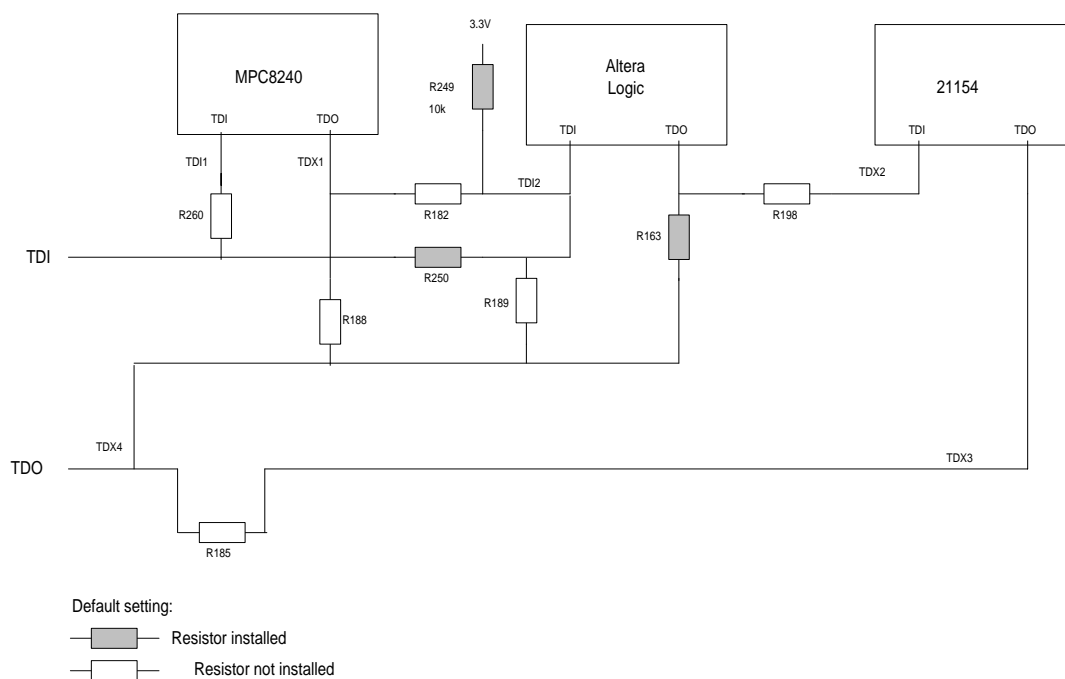 3.3V
MPC8240
Altera
Logic
21154
R249
10k
TDI
TDO
TDI
TDO
TDI
TDO
TDI1
TDX1
TDI2
TDX2
R260
R182
R198
R163
TDI
R250
R189
R188
TDX4
TDO
TDX3
R185
Default setting:
Resistor installed
Resistor not installed